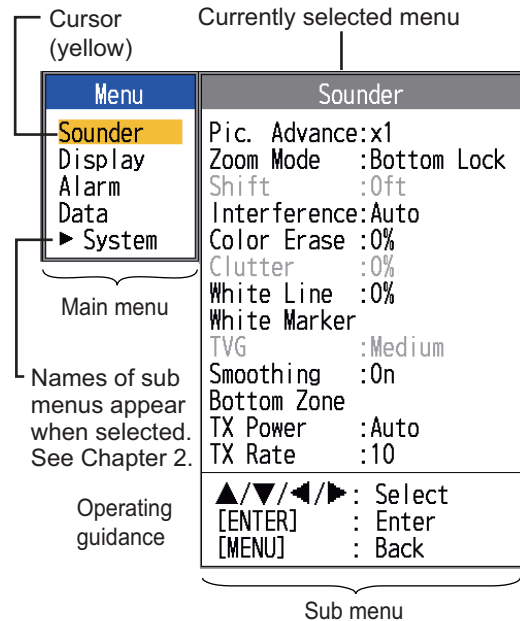 Cursor
(yellow)
Currently selected menu
Menu
Sounder
Display
Alarm
Data
▶ System
Main menu
Names of sub
menus appear
when selected.
See Chapter 2.
Operating
guidance
Sounder
Pic. Advance:x1
Zoom Mode :Bottom Lock
Shift :0ft
Interference:Auto
Color Erase :0%
Clutter :0%
White Line :0%
White Marker
TVG :Medium
Smoothing :On
Bottom Zone
TX Power :Auto
TX Rate :10
▲/▼/◀/▶: Select
[ENTER] : Enter
[MENU] : Back
Sub menu